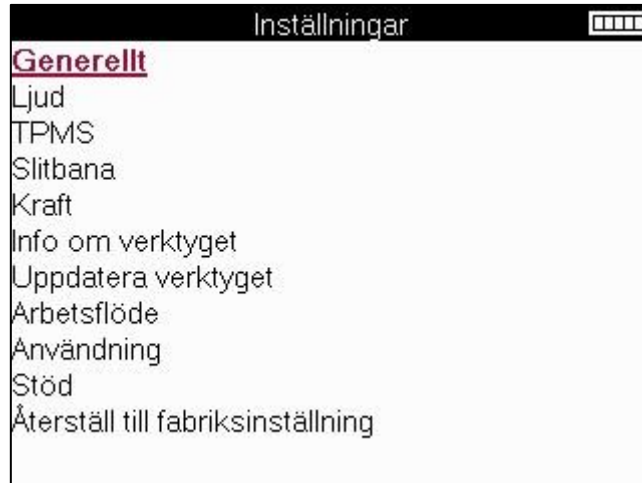 Inställningar
Generellt
Ljud
TPMS
Slitbana
Kraft
Info om verktyget
Uppdatera verktyget
Arbetsflöde
Användning
Stöd
Återställ till fabriksinställning